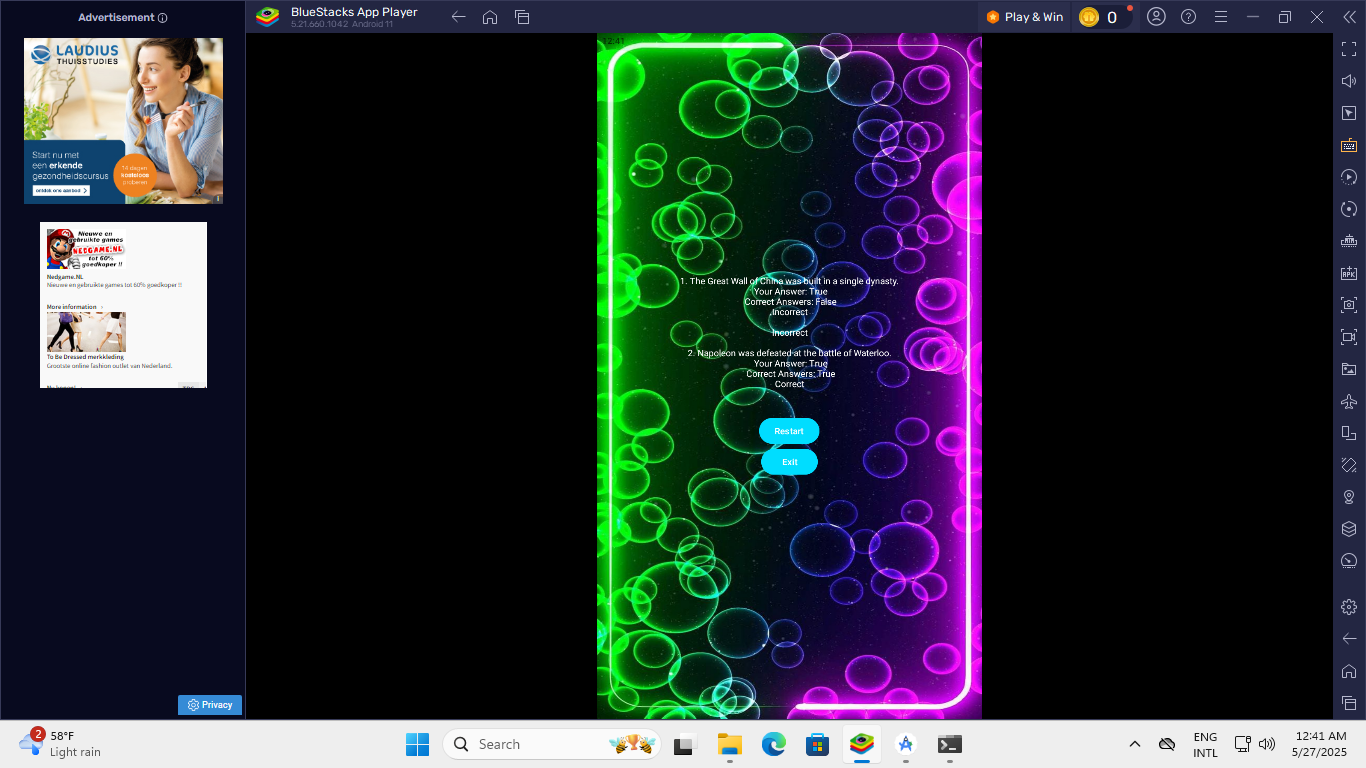 Advertisement
LAUDIUS
THUISSTUDIES
Start nu met
een erkende
gezondheidscursus
ontdek ons aanbod >
14 dagen
kosteloos
proberen
Nieuwe en
gebruikte games
NEDGAME.NL
tot 60%
goedkoper !!
Nedgame.NL
Nieuwe en gebruikte games tot 60% goedkoper!!
More information >
To Be Dressed merkkleding
Grootste online fashion outlet van Nederland.
Privacy
BlueStacks App Player
5.21.660.1042 Android 11
Play & Win
0
12:41
1. The Great Wall of China was built in a single dynasty.
Your Answer: True
Correct Answers: False
Incorrect
Incorrect
2. Napoleon was defeated at the battle of Waterloo.
Your Answer: True
Correct Answers: True
Correct
Restart
Exit
APK
2
58°F
Light rain
Search
ENG
INTL
12:41 AM
5/27/2025